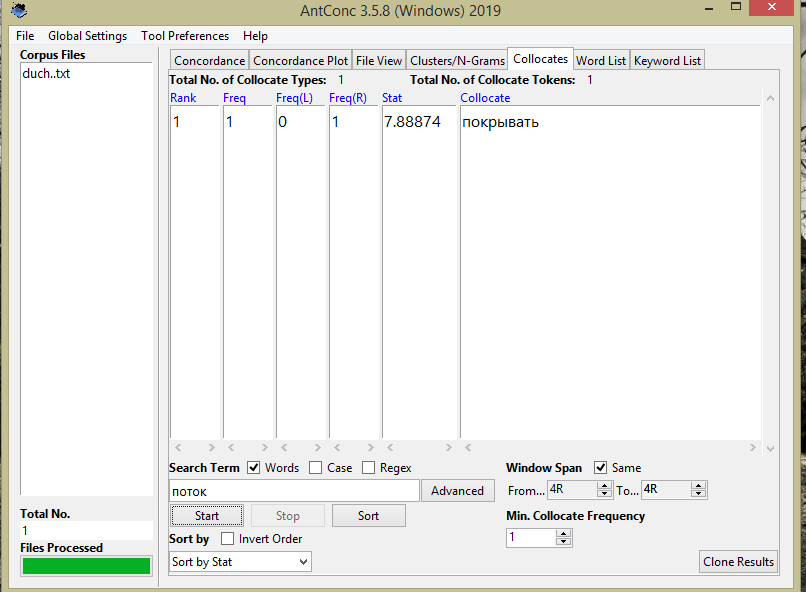 AntConc 3.5.8 (Windows) 2019
File Global Settings Tool Preferences Help
Corpus Files
duch..txt
Total No.
1
Files Processed
Concordance Concordance Plot File View Clusters/N-Grams Collocates Word List Keyword List
Total No. of Collocate Types: 1 Total No. of Collocate Tokens: 1
Rank Freq Freq(L) Freq(R) Stat Collocate
1 1 0 1 7.88874 покрывать
Search Term Words Case Regex
поток Advanced
Start Stop Sort
Sort by Invert Order
Sort by Stat
Window Span Same
From... 4R To... 4R
Min. Collocate Frequency
1
Clone Results